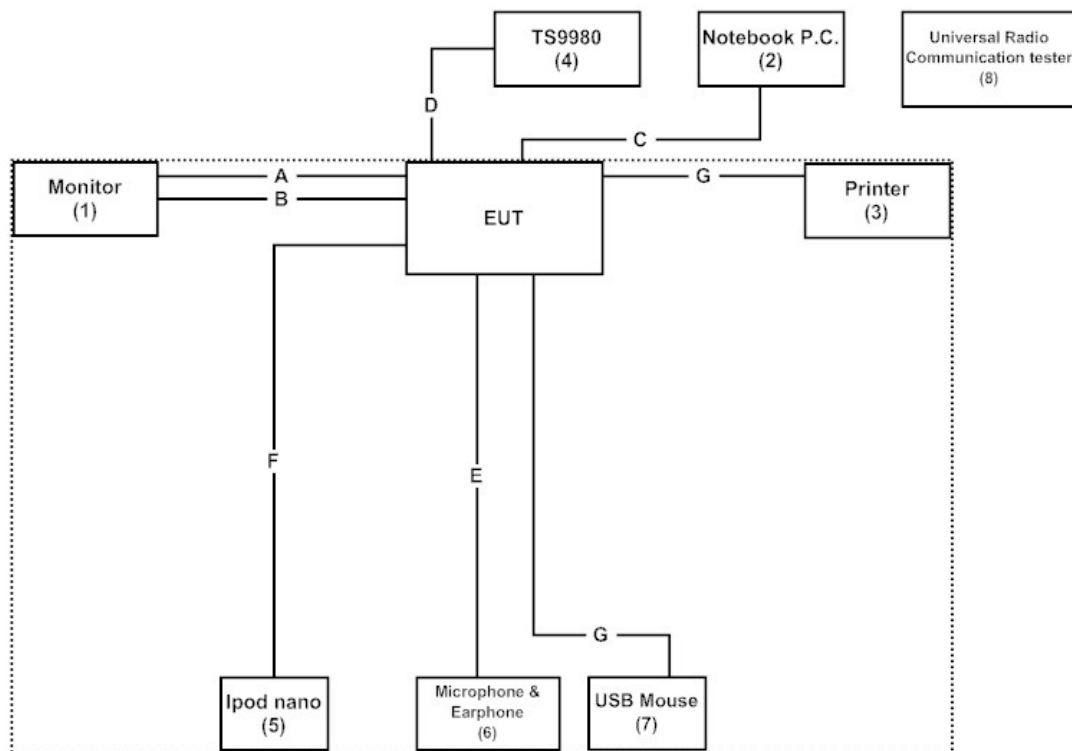 TS9980
(4)
Notebook P.C.
(2)
Universal Radio
Communication tester
(8)
D
C
Monitor
(1)
A
B
EUT
G
Printer
(3)
F
E
G
Ipod nano
(5)
Microphone &
Earphone
(6)
USB Mouse
(7)